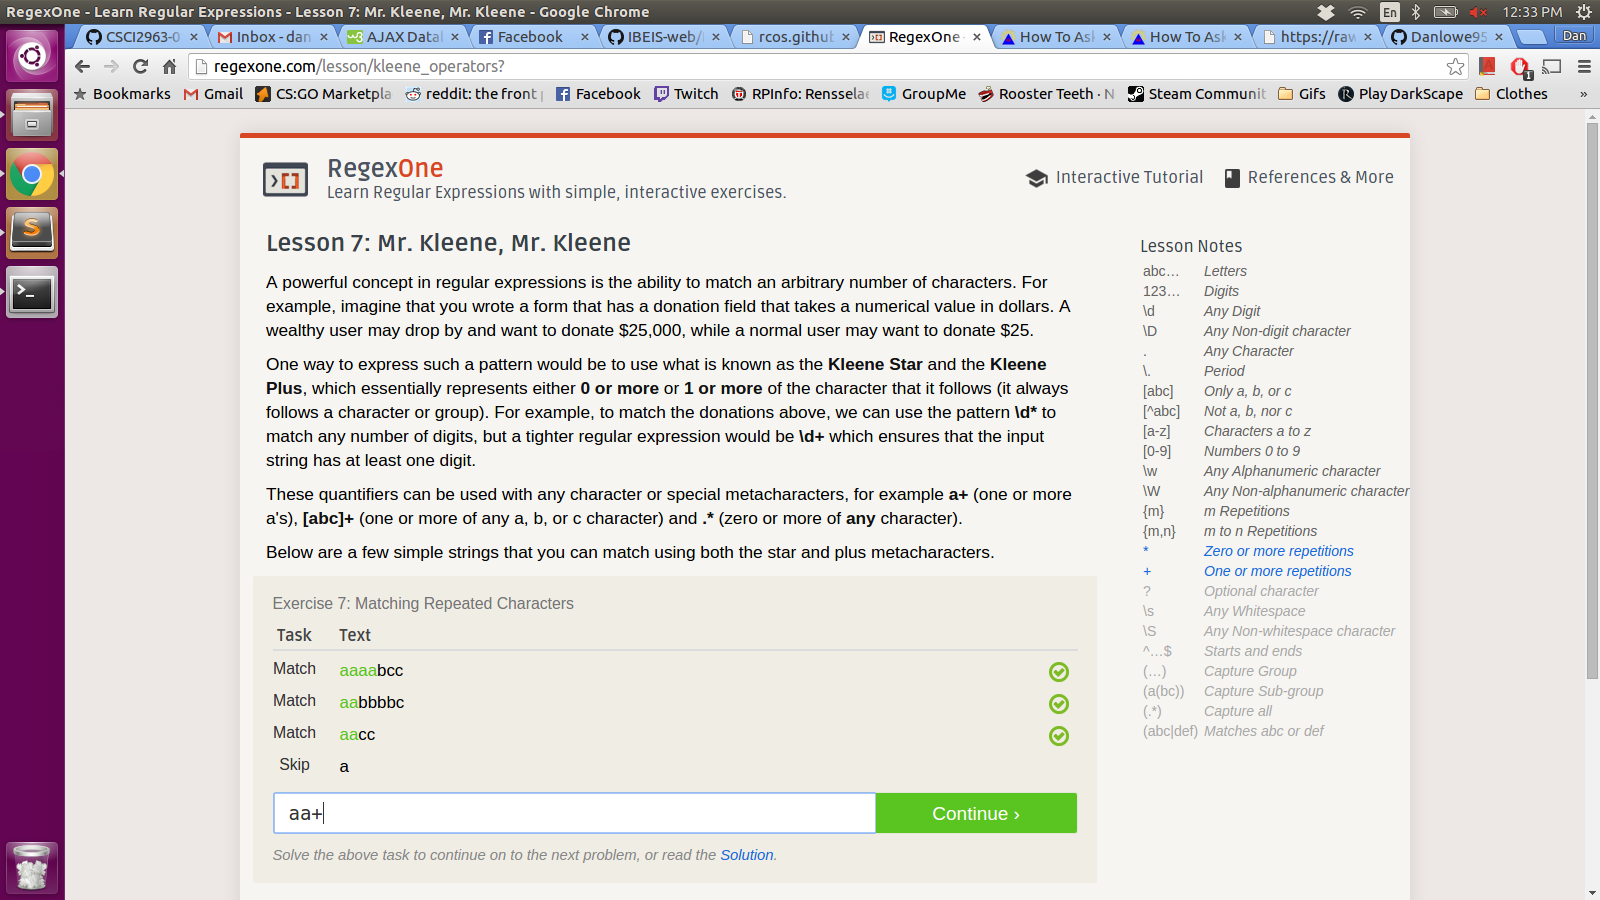 RegexOne - Learn Regular Expressions - Lesson 7: Mr. Kleene, Mr. Kleene - Google Chrome
En
12:33 PM
CSCI2963-0
Inbox - dan
AJAX Data
Facebook
IBEIS-web/
rcos.github
RegexOne
How To Ask
How To Ask
https://raw
Danlowe95
Dan
regexone.com/lesson/kleene_operators?
1
Bookmarks
Gmail
CS:GO Marketpla
reddit: the front
Facebook
Twitch
RPInfo: Rensselae
GroupMe
Rooster Teeth · N
Steam Communit
Gifs
Play DarkScape
Clothes
»
RegexOne
Learn Regular Expressions with simple, interactive exercises.
Interactive Tutorial
References & More
Lesson 7: Mr. Kleene, Mr. Kleene
A powerful concept in regular expressions is the ability to match an arbitrary number of characters. For
example, imagine that you wrote a form that has a donation field that takes a numerical value in dollars. A
wealthy user may drop by and want to donate $25,000, while a normal user may want to donate $25.
One way to express such a pattern would be to use what is known as the Kleene Star and the Kleene
Plus, which essentially represents either 0 or more or 1 or more of the character that it follows (it always
follows a character or group). For example, to match the donations above, we can use the pattern \d* to
match any number of digits, but a tighter regular expression would be \d+ which ensures that the input
string has at least one digit.
These quantifiers can be used with any character or special metacharacters, for example a+ (one or more
a's), [abc]+ (one or more of any a, b, or c character) and .* (zero or more of any character).
Below are a few simple strings that you can match using both the star and plus metacharacters.
Exercise 7: Matching Repeated Characters
Task Text
Match aaaabcc
Match aabbbbc
Match aacc
Skip a
aa+
Continue ›
Solve the above task to continue on to the next problem, or read the Solution.
Lesson Notes
abc… Letters
123… Digits
\d Any Digit
\D Any Non-digit character
. Any Character
\. Period
[abc] Only a, b, or c
[^abc] Not a, b, nor c
[a-z] Characters a to z
[0-9] Numbers 0 to 9
\w Any Alphanumeric character
\W Any Non-alphanumeric character
{m} m Repetitions
{m,n} m to n Repetitions
* Zero or more repetitions
+ One or more repetitions
? Optional character
\s Any Whitespace
\S Any Non-whitespace character
^…$ Starts and ends
(…) Capture Group
(a(bc)) Capture Sub-group
(.*) Capture all
(abc|def) Matches abc or def